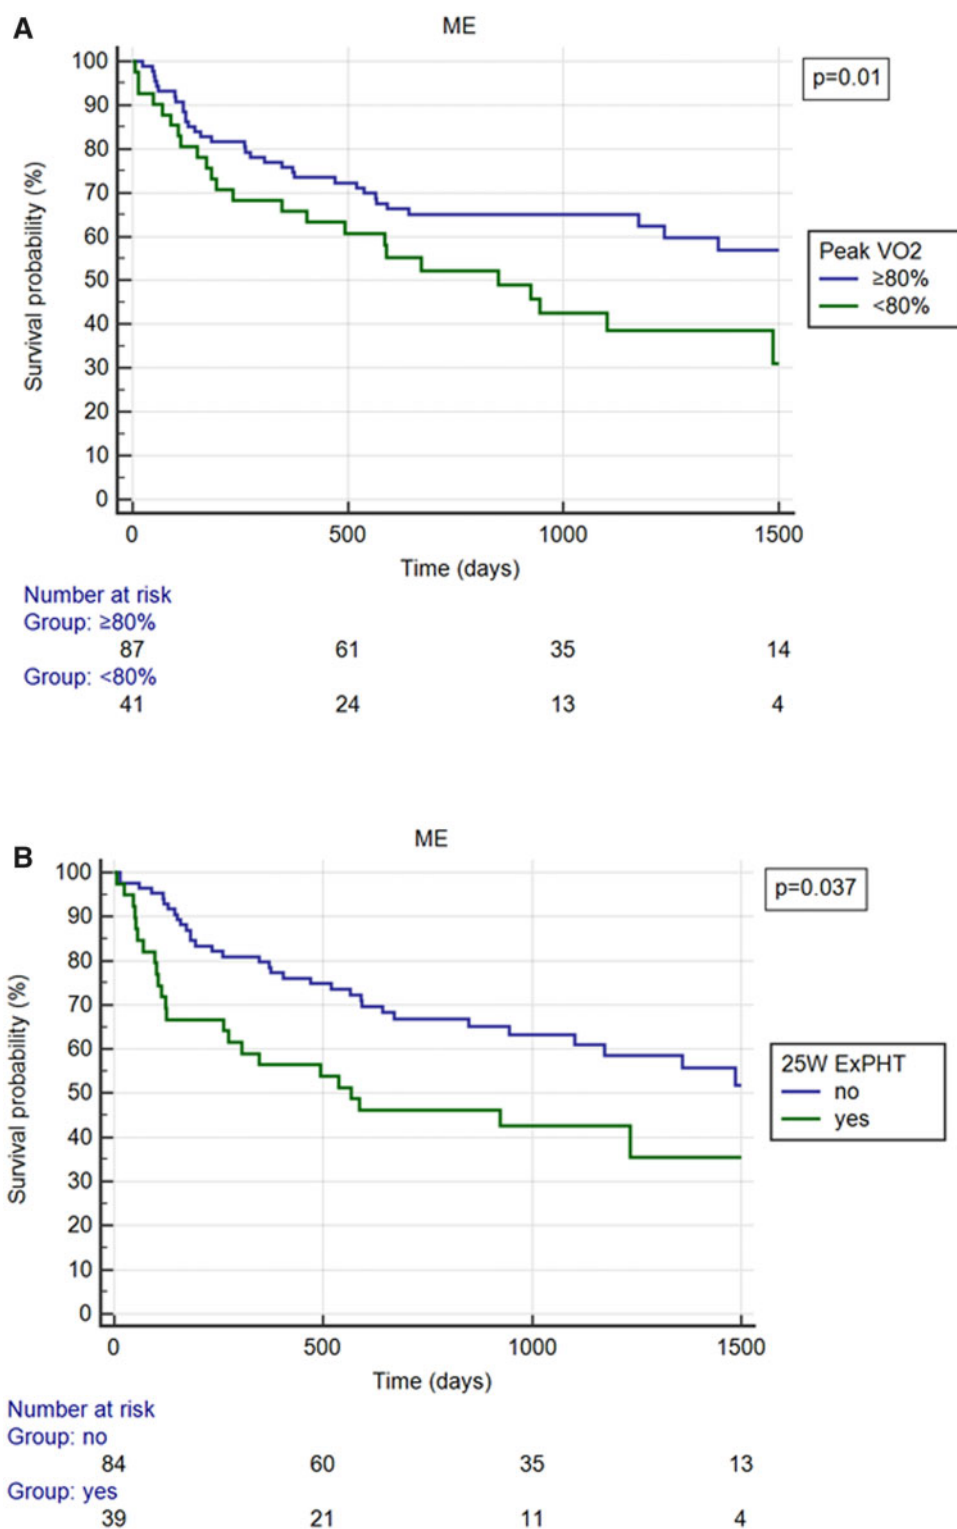 A
ME
p=0.01
100
90
80
70
60
50
40
30
20
10
0
Survival probability (%)
Peak VO2
≥80%
<80%
0 500 1000 1500
Time (days)
Number at risk
Group: ≥80%
87 61 35 14
Group: <80%
41 24 13 4
B
ME
p=0.037
100
90
80
70
60
50
40
30
20
10
0
Survival probability (%)
25W ExPHT
no
yes
0 500 1000 1500
Time (days)
Number at risk
Group: no
84 60 35 13
Group: yes
39 21 11 4